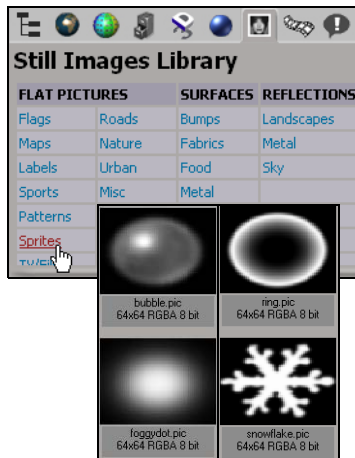 Still Images Library
FLAT PICTURES SURFACES REFLECTIONS
Flags Roads Bumps Landscapes
Maps Nature Fabrics Metal
Labels Urban Food Sky
Sports Misc Metal
Patterns
Sprites
bubble.pic
64x64 RGBA 8 bit
ring.pic
64x64 RGBA 8 bit
foggydot.pic
64x64 RGBA 8 bit
snowflake.pic
64x64 RGBA 8 bit